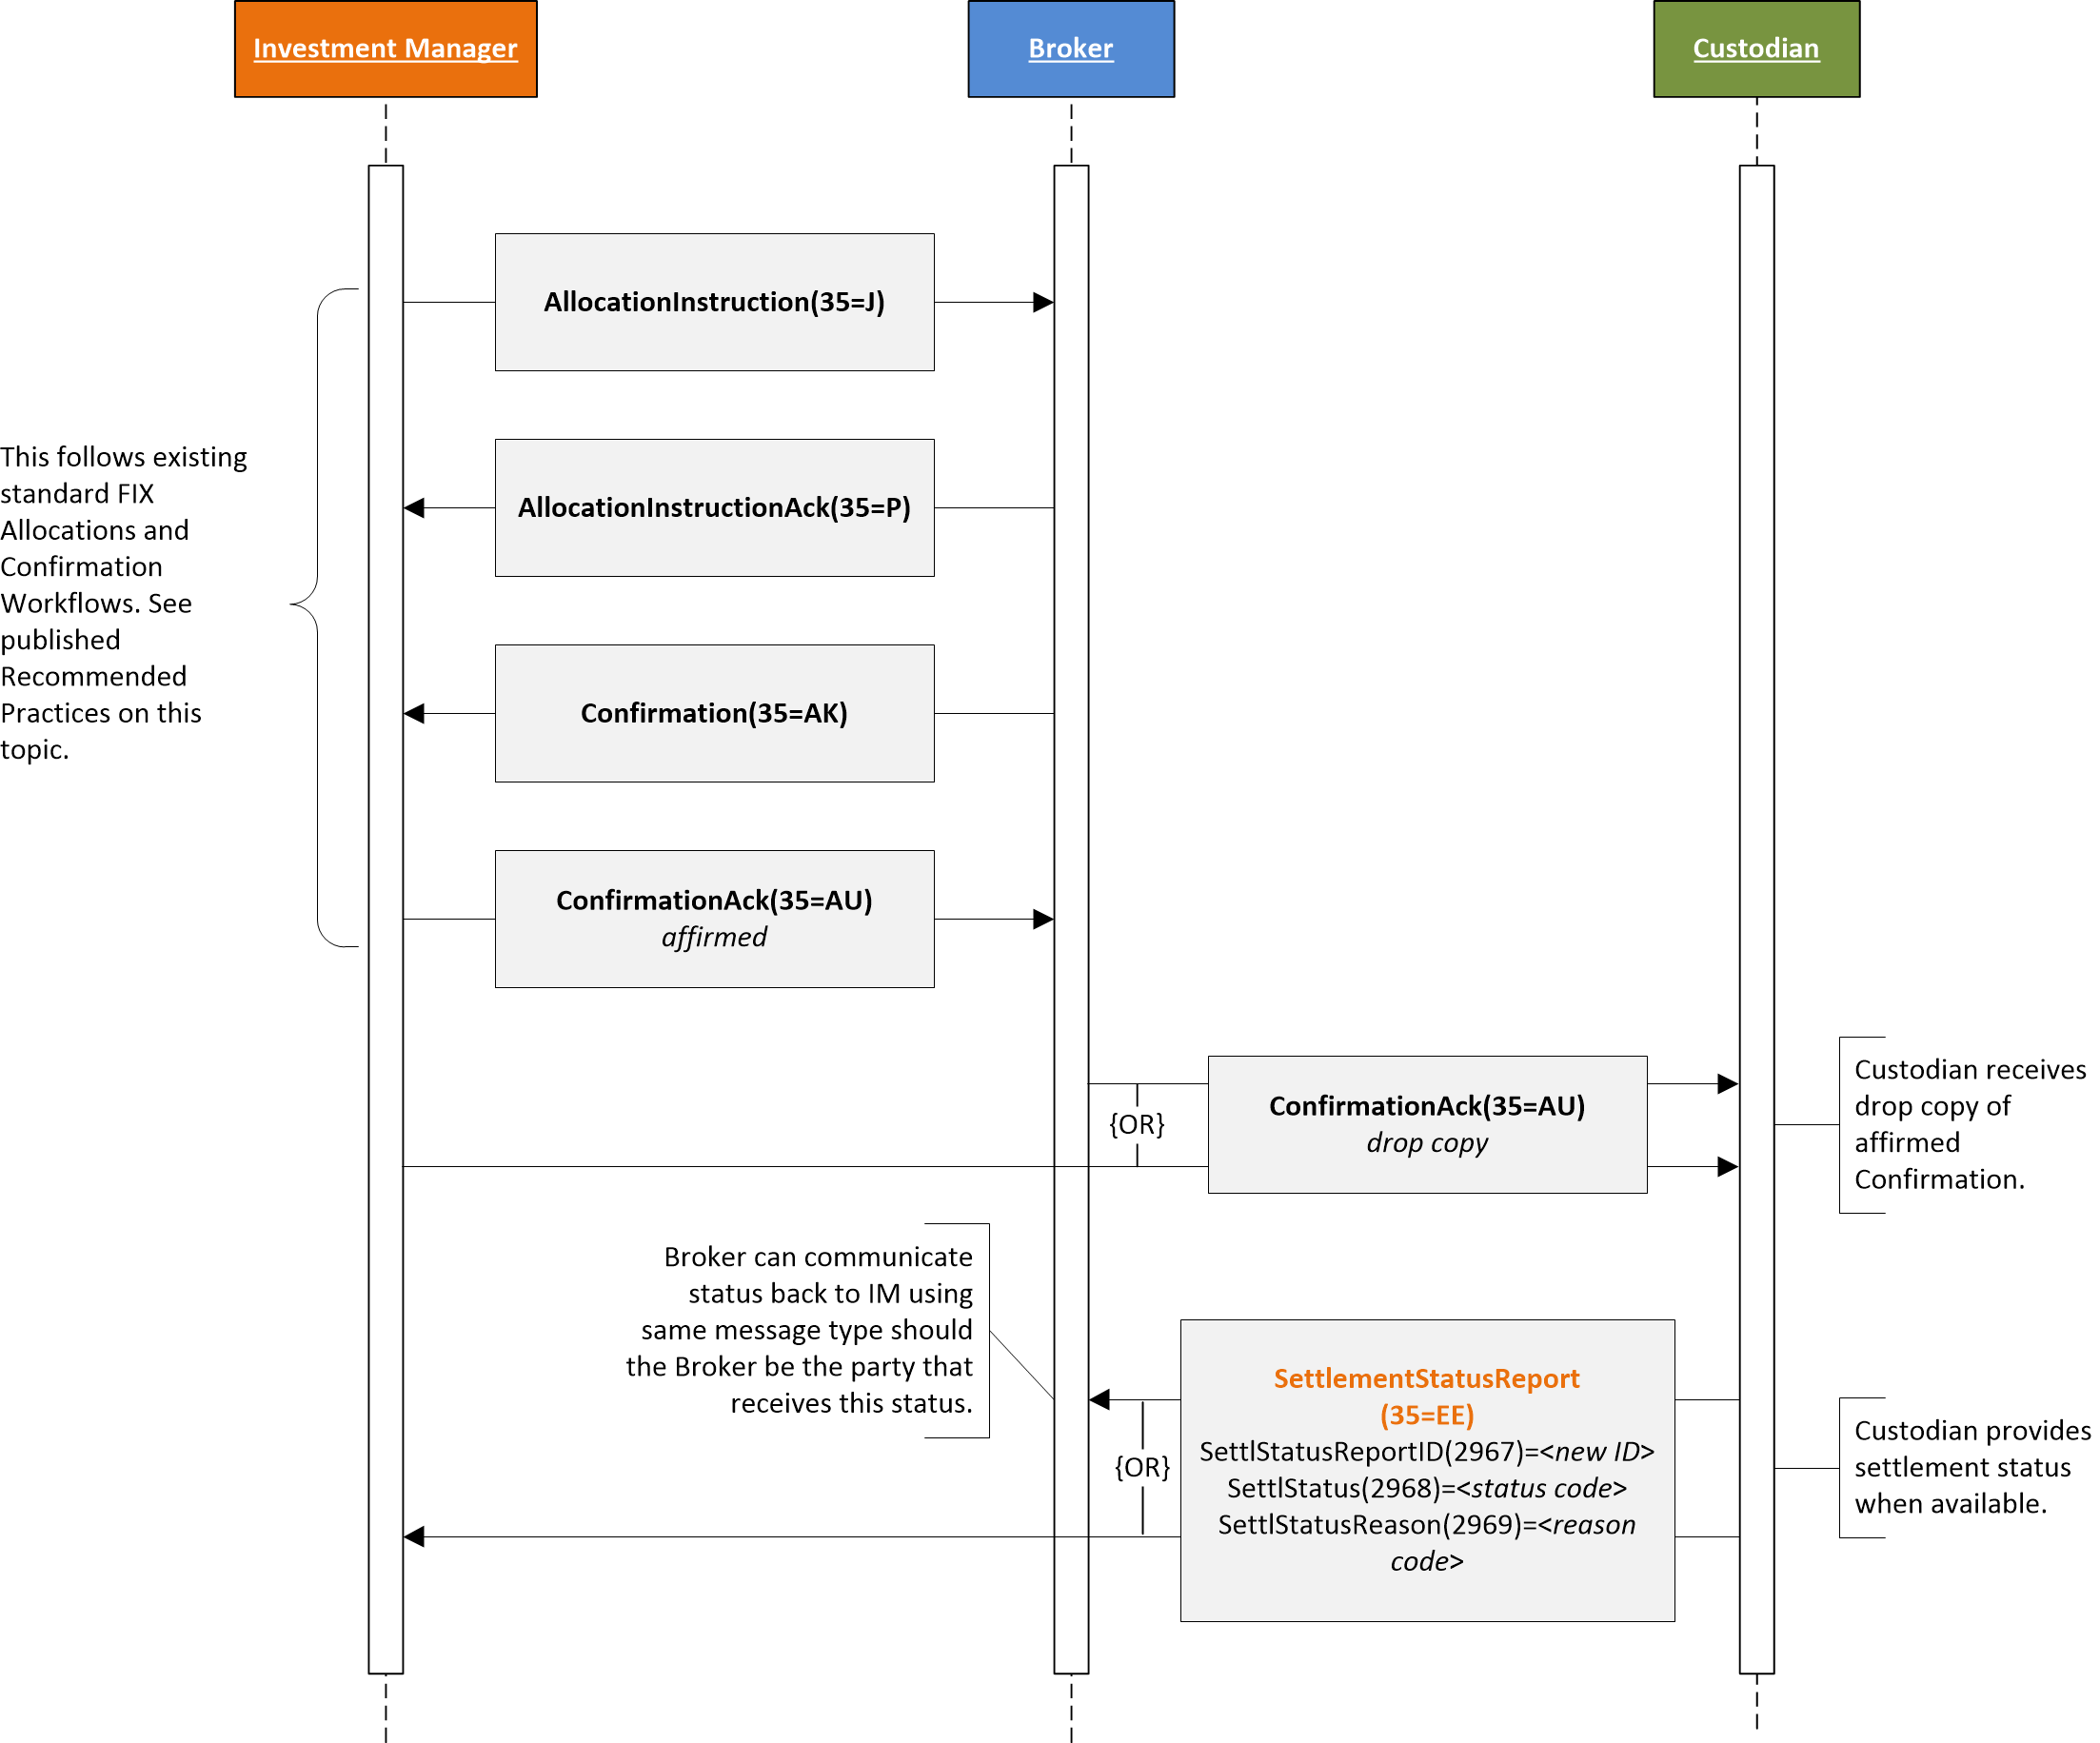 Investment Manager
Broker
Custodian
AllocationInstruction(35=J)
This follows existing
standard FIX
Allocations and
Confirmation
Workflows. See
published
Recommended
Practices on this
topic.
AllocationInstructionAck(35=P)
Confirmation(35=AK)
ConfirmationAck(35=AU)
affirmed
{OR}
ConfirmationAck(35=AU)
drop copy
Custodian receives
drop copy of
affirmed
Confirmation.
Broker can communicate
status back to IM using
same message type should
the Broker be the party that
receives this status.
{OR}
SettlementStatusReport
(35=EE)
SettlStatusReportID(2967)=<new ID>
SettlStatus(2968)=<status code>
SettlStatusReason(2969)=<reason
code>
Custodian provides
settlement status
when available.